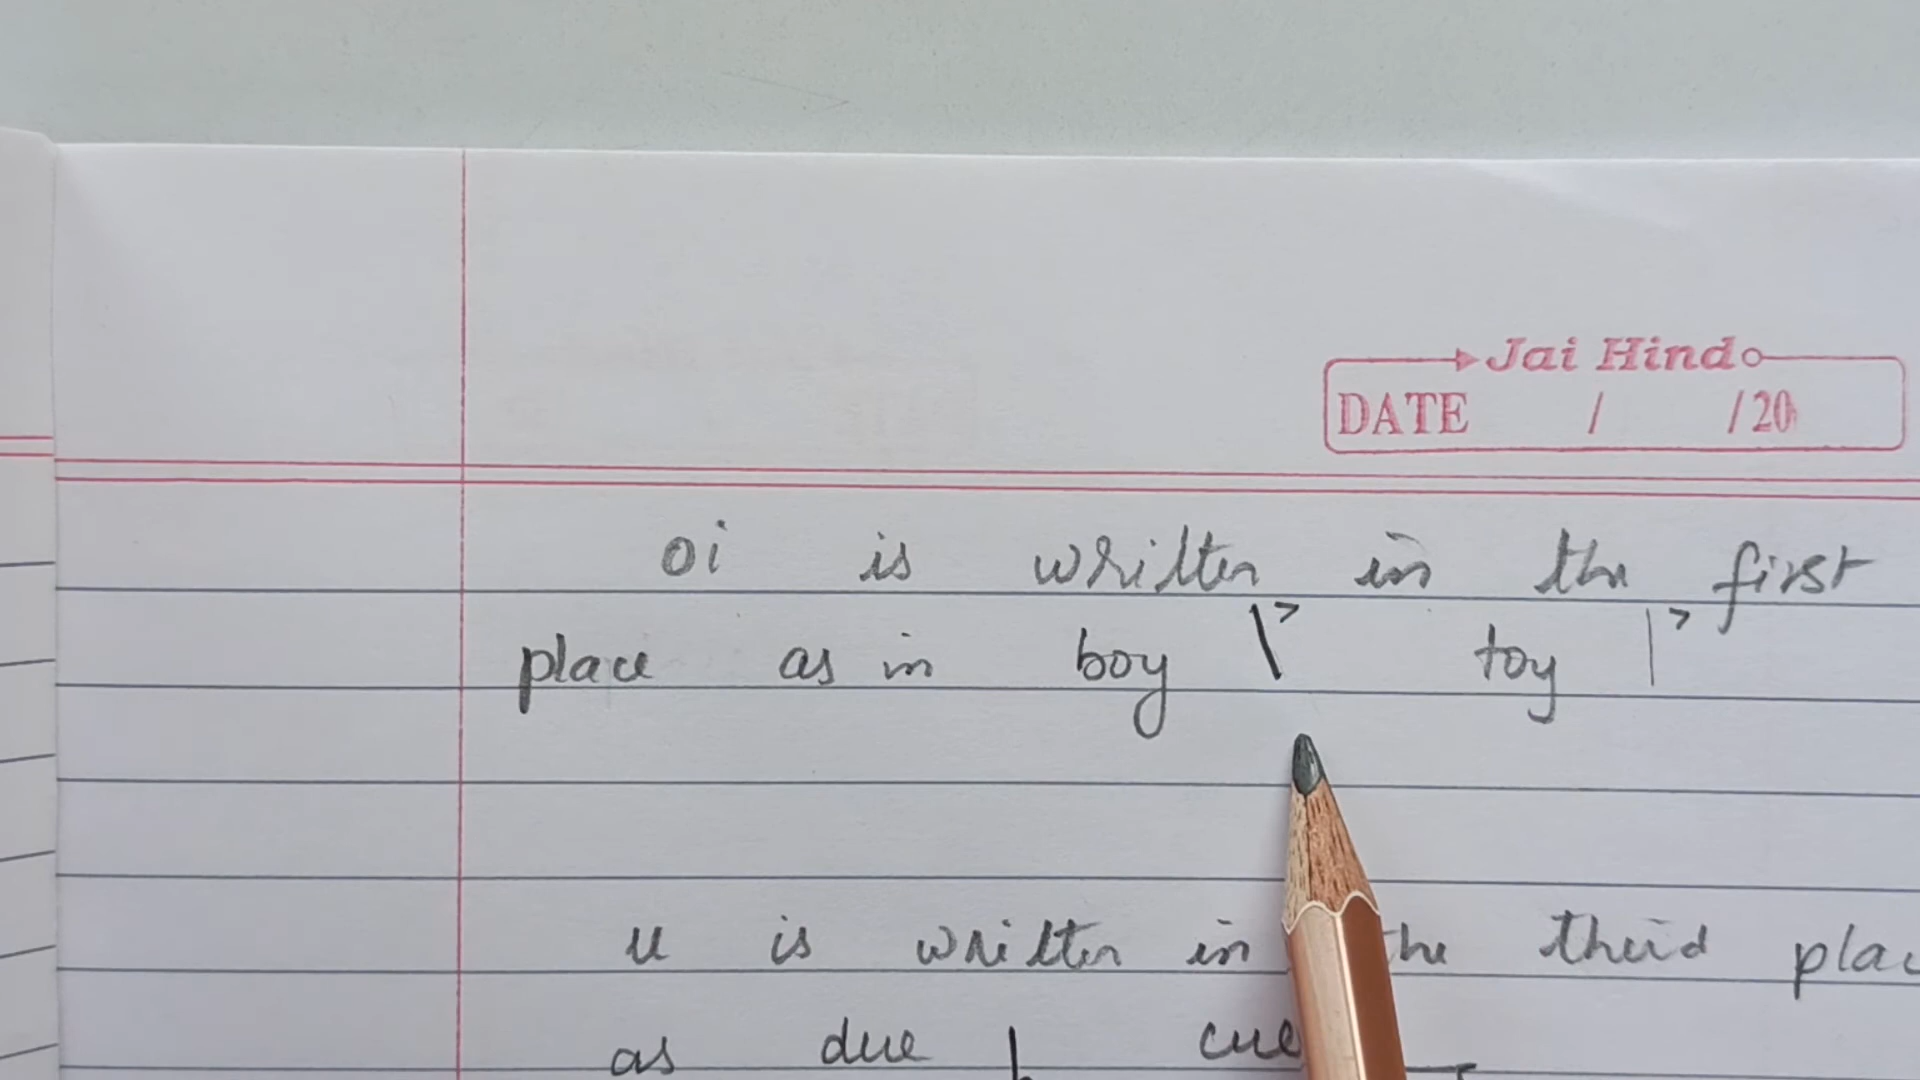 Jai Hind
DATE / / 20
oi is written in the first
place as in boy toy
u is written in the third plac
as due cue